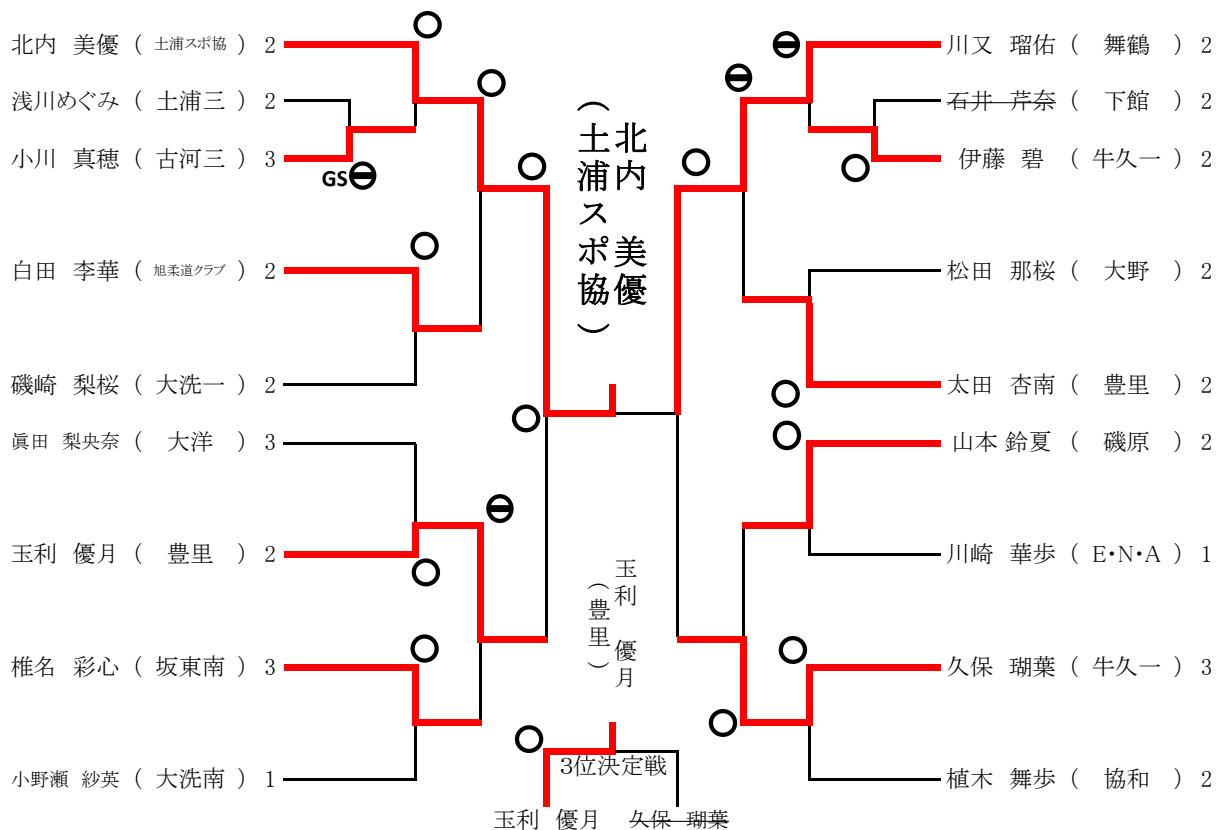 北内 美優 ( 土浦スポ協 ) 2
浅川めぐみ ( 土浦三 ) 2
小川 真穂 ( 古河三 ) 3
GS
白田 李華 ( 旭柔道クラブ ) 2
磯崎 梨桜 ( 大洗一 ) 2
眞田 梨央奈 ( 大洋 ) 3
玉利 優月 ( 豊里 ) 2
椎名 彩心 ( 坂東南 ) 3
小野瀬 紗英 ( 大洗南 ) 1
北内 美優
(土浦スポ協)
玉利 優月
(豊里)
3位決定戦
玉利 優月
久保 瑚葉
川又 瑠佑 ( 舞鶴 ) 2
石井 芹奈 ( 下館 ) 2
伊藤 碧 ( 牛久一 ) 2
松田 那桜 ( 大野 ) 2
太田 杏南 ( 豊里 ) 2
山本 鈴夏 ( 磯原 ) 2
川崎 華歩 ( E・N・A ) 1
久保 瑚葉 ( 牛久一 ) 3
植木 舞歩 ( 協和 ) 2